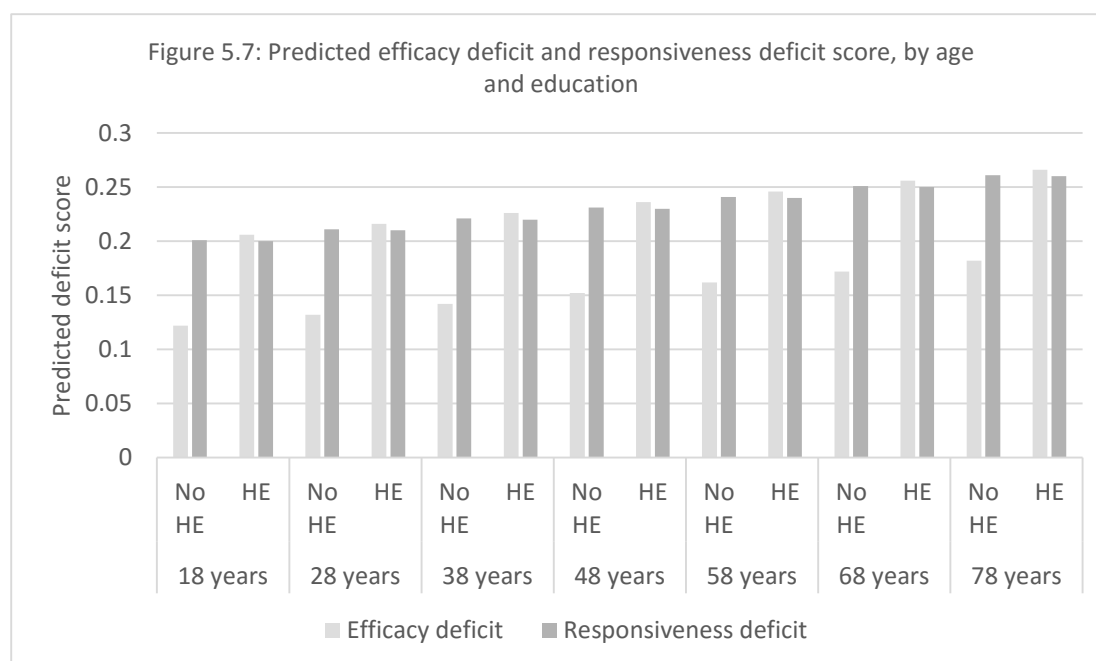 Figure 5.7: Predicted efficacy deficit and responsiveness deficit score, by age
and education
Predicted deficit score
0.3
0.25
0.2
0.15
0.1
0.05
0
No HE No HE No HE No HE No HE No HE No HE
HE HE HE HE HE HE HE
18 years 28 years 38 years 48 years 58 years 68 years 78 years
Efficacy deficit Responsiveness deficit